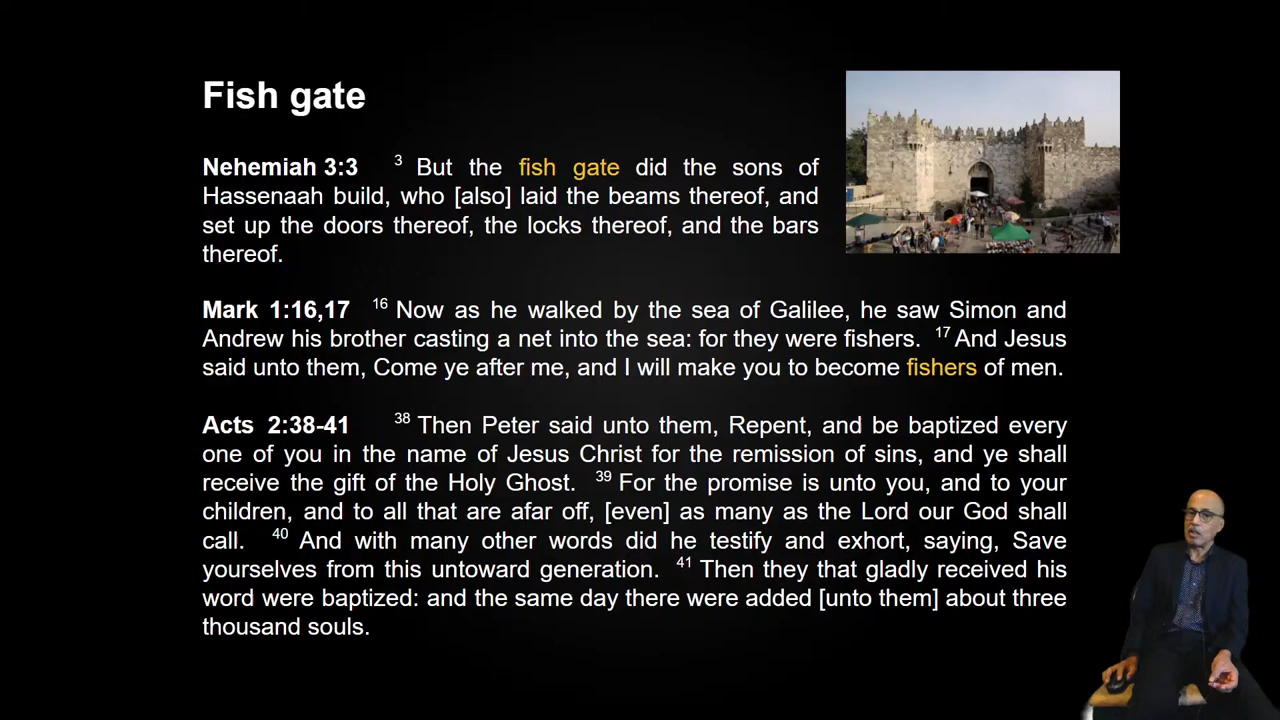 Fish gate
Nehemiah 3:3 3 But the fish gate did the sons of
Hassenaah build, who [also] laid the beams thereof, and
set up the doors thereof, the locks thereof, and the bars
thereof.
Mark 1:16,17 16 Now as he walked by the sea of Galilee, he saw Simon and
Andrew his brother casting a net into the sea: for they were fishers. 17 And Jesus
said unto them, Come ye after me, and I will make you to become fishers of men.
Acts 2:38-41 38 Then Peter said unto them, Repent, and be baptized every
one of you in the name of Jesus Christ for the remission of sins, and ye shall
receive the gift of the Holy Ghost. 39 For the promise is unto you, and to your
children, and to all that are afar off, [even] as many as the Lord our God shall
call. 40 And with many other words did he testify and exhort, saying, Save
yourselves from this untoward generation. 41 Then they that gladly received his
word were baptized: and the same day there were added [unto them] about three
thousand souls.